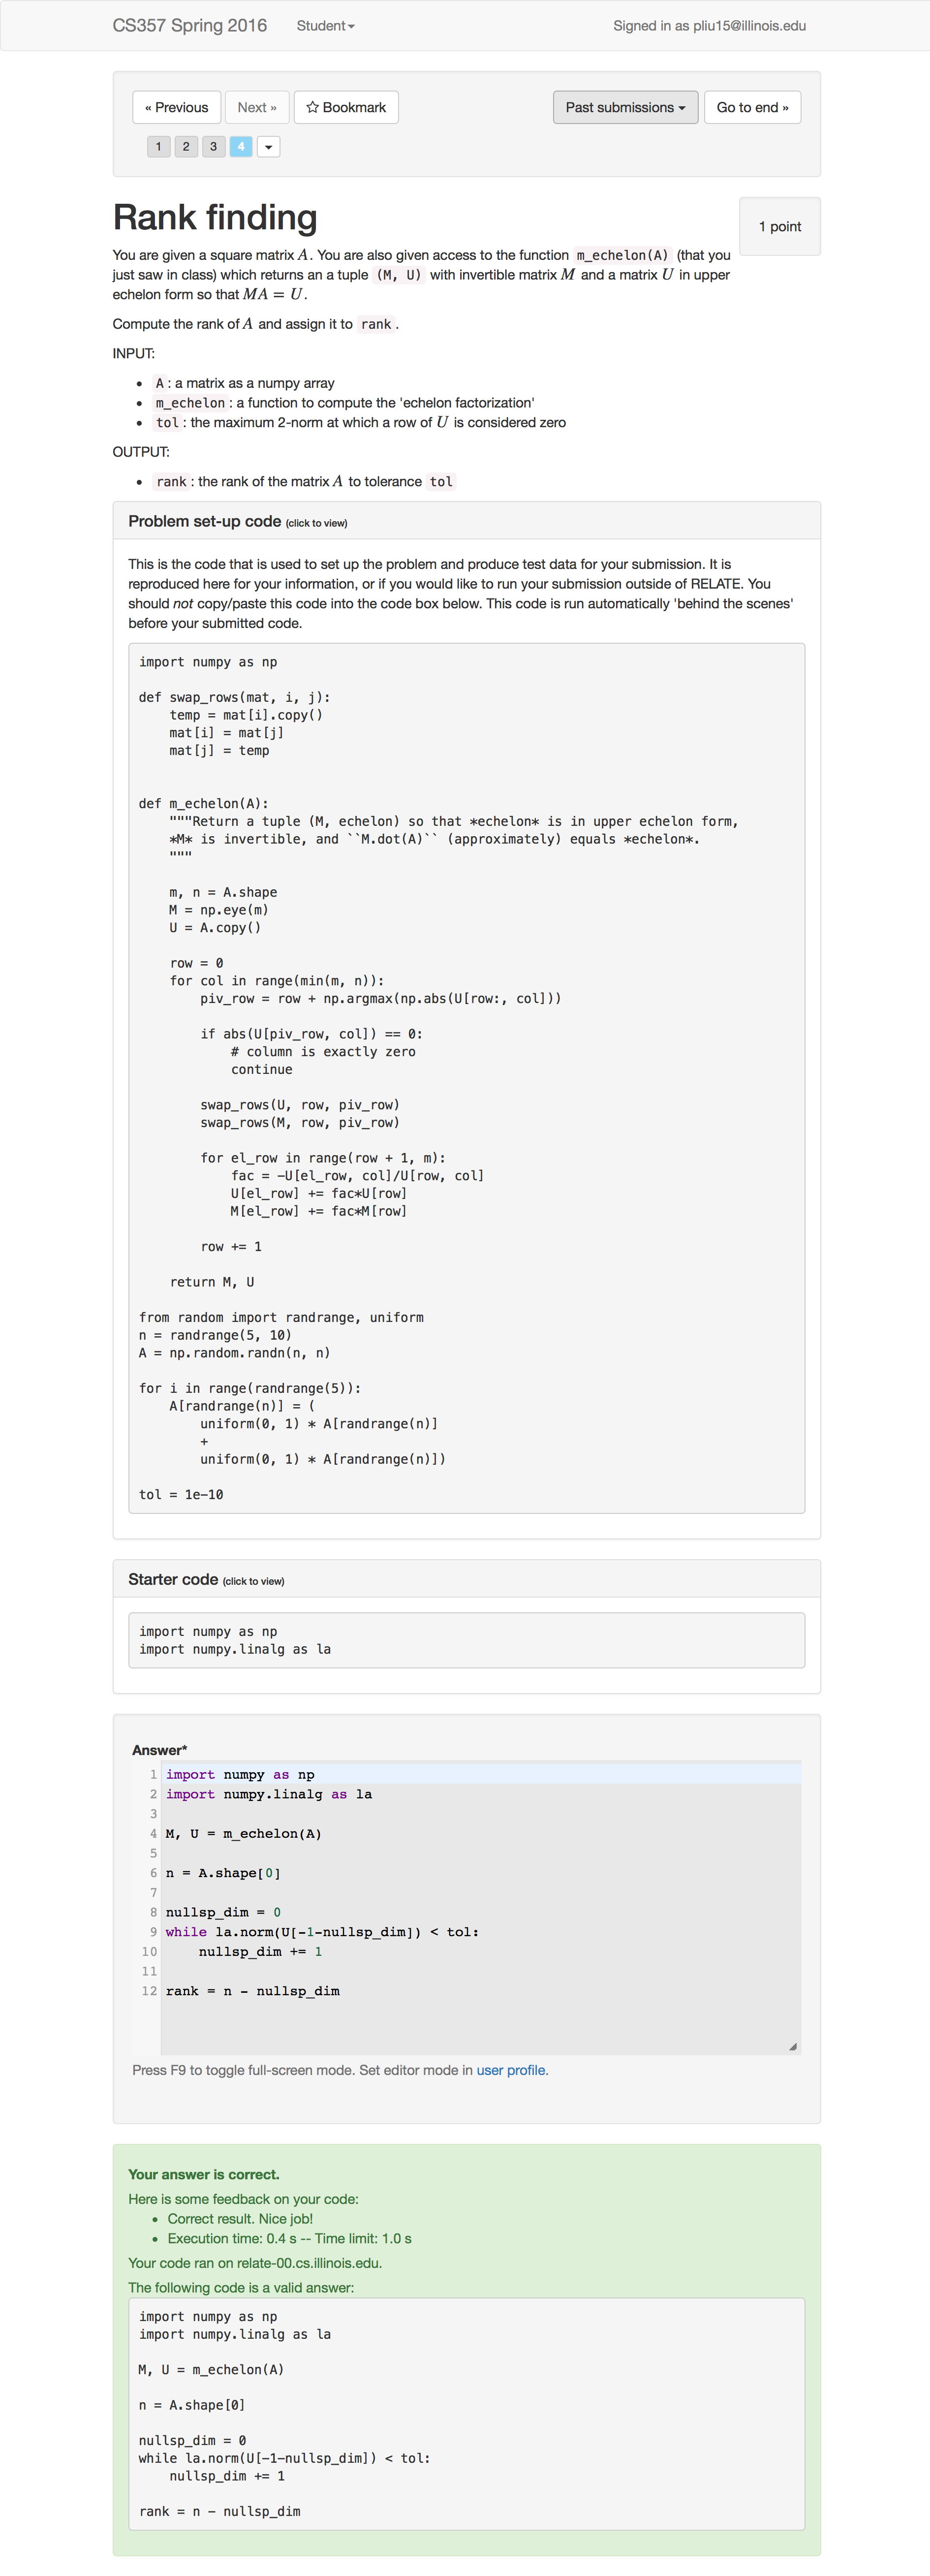 CS357 Spring 2016 Student Signed in as pliu15@illinois.edu
« Previous Next » Bookmark Past submissions Go to end »
1 2 3 4
Rank finding
1 point
You are given a square matrix A. You are also given access to the function m_echelon(A) (that you
just saw in class) which returns an a tuple (M, U) with invertible matrix M and a matrix U in upper
echelon form so that MA = U.
Compute the rank of A and assign it to rank.
INPUT:
• A: a matrix as a numpy array
• m_echelon: a function to compute the 'echelon factorization'
• tol: the maximum 2-norm at which a row of U is considered zero
OUTPUT:
• rank: the rank of the matrix A to tolerance tol
Problem set-up code (click to view)
This is the code that is used to set up the problem and produce test data for your submission. It is
reproduced here for your information, or if you would like to run your submission outside of RELATE. You
should not copy/paste this code into the code box below. This code is run automatically 'behind the scenes'
before your submitted code.
import numpy as np
def swap_rows(mat, i, j):
    temp = mat[i].copy()
    mat[i] = mat[j]
    mat[j] = temp
def m_echelon(A):
    """Return a tuple (M, echelon) so that *echelon* is in upper echelon form,
    *M* is invertible, and ``M.dot(A)`` (approximately) equals *echelon*.
    """
    m, n = A.shape
    M = np.eye(m)
    U = A.copy()
    row = 0
    for col in range(min(m, n)):
        piv_row = row + np.argmax(np.abs(U[row:, col]))
        if abs(U[piv_row, col]) == 0:
            # column is exactly zero
            continue
        swap_rows(U, row, piv_row)
        swap_rows(M, row, piv_row)
        for el_row in range(row + 1, m):
            fac = -U[el_row, col]/U[row, col]
            U[el_row] += fac*U[row]
            M[el_row] += fac*M[row]
        row += 1
    return M, U
from random import randrange, uniform
n = randrange(5, 10)
A = np.random.randn(n, n)
for i in range(randrange(5)):
    A[randrange(n)] = (
        uniform(0, 1) * A[randrange(n)]
        +
        uniform(0, 1) * A[randrange(n)])
tol = 1e-10
Starter code (click to view)
import numpy as np
import numpy.linalg as la
Answer*
1 import numpy as np
2 import numpy.linalg as la
3
4 M, U = m_echelon(A)
5
6 n = A.shape[0]
7
8 nullsp_dim = 0
9 while la.norm(U[-1-nullsp_dim]) < tol:
10     nullsp_dim += 1
11
12 rank = n - nullsp_dim
Press F9 to toggle full-screen mode. Set editor mode in user profile.
Your answer is correct.
Here is some feedback on your code:
• Correct result. Nice job!
• Execution time: 0.4 s -- Time limit: 1.0 s
Your code ran on relate-00.cs.illinois.edu.
The following code is a valid answer:
import numpy as np
import numpy.linalg as la
M, U = m_echelon(A)
n = A.shape[0]
nullsp_dim = 0
while la.norm(U[-1-nullsp_dim]) < tol:
    nullsp_dim += 1
rank = n - nullsp_dim